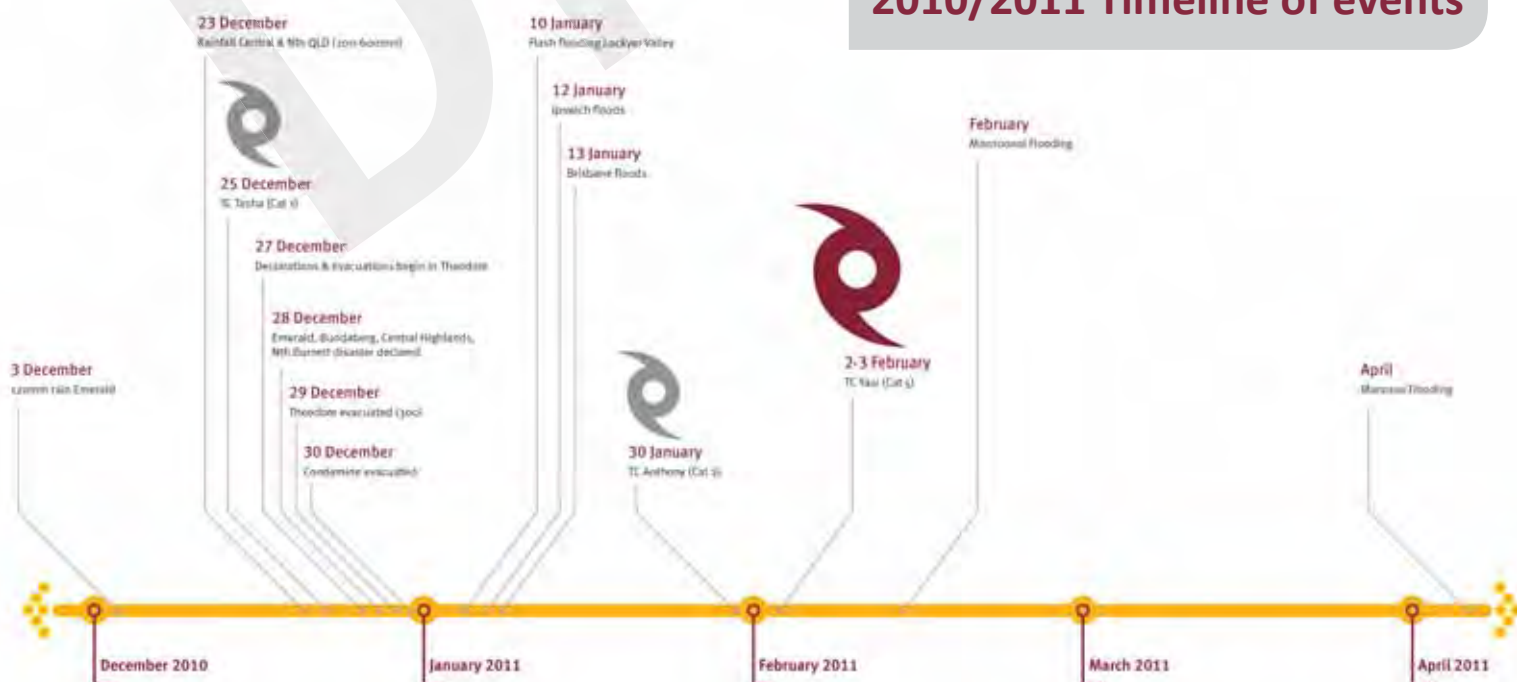 2010/2011 Timeline of events
3 December
rain Emerald
23 December
Rainfall Central & Nth QLD
25 December
TC Tasha (Cat 1)
27 December
Declarations & evacuations begin in Theodore
28 December
Emerald, Bundaberg, Central Highlands,
Nth Burnett disaster declared
29 December
Theodore evacuated (300)
30 December
Condamine evacuated
10 January
Flash flooding Lockyer Valley
12 January
Ipswich floods
13 January
Brisbane floods
30 January
TC Anthony (Cat 2)
2-3 February
TC Yasi (Cat 5)
February
Monsoonal flooding
April
Flooding
December 2010
January 2011
February 2011
March 2011
April 2011